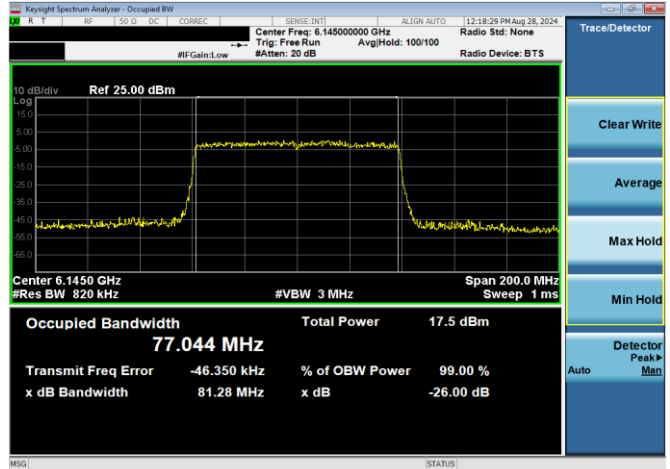 Keysight Spectrum Analyzer - Occupied BW
R T RF 50 Ω DC CORREC SENSE:INT ALIGN AUTO 12:18:29 PM Aug 28, 2024
Trace/Detector
Center Freq: 6.145000000 GHz Radio Std: None
Trig: Free Run Avg|Hold: 100/100
#IFGain:Low #Atten: 20 dB Radio Device: BTS
10 dB/div Ref 25.00 dBm
Log
15.0
5.00
-5.00
-15.0
-25.0
-35.0
-45.0
-55.0
-65.0
Center 6.1450 GHz Span 200.0 MHz
#Res BW 820 kHz #VBW 3 MHz Sweep 1 ms
Occupied Bandwidth Total Power 17.5 dBm
77.044 MHz
Transmit Freq Error -46.350 kHz % of OBW Power 99.00 %
x dB Bandwidth 81.28 MHz x dB -26.00 dB
Clear Write
Average
Max Hold
Min Hold
Detector
Peak▶
Auto Man
MSG STATUS